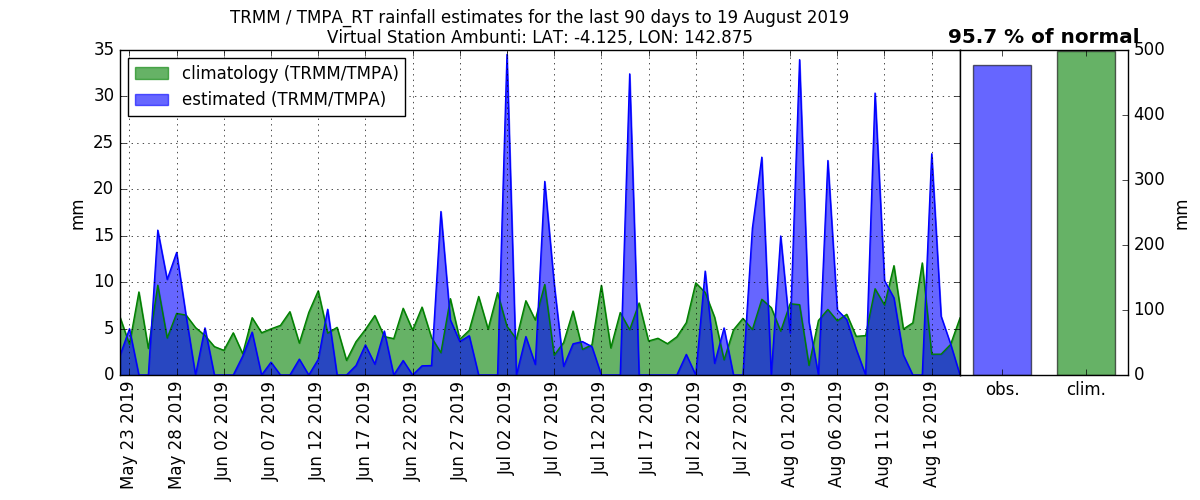 TRMM / TMPA_RT rainfall estimates for the last 90 days to 19 August 2019
Virtual Station Ambunti: LAT: -4.125, LON: 142.875
95.7 % of normal
climatology (TRMM/TMPA)
estimated (TRMM/TMPA)
mm
35
30
25
20
15
10
5
0
May 23 2019
May 28 2019
Jun 02 2019
Jun 07 2019
Jun 12 2019
Jun 17 2019
Jun 22 2019
Jun 27 2019
Jul 02 2019
Jul 07 2019
Jul 12 2019
Jul 17 2019
Jul 22 2019
Jul 27 2019
Aug 01 2019
Aug 06 2019
Aug 11 2019
Aug 16 2019
obs.
clim.
500
400
300
200
100
0
mm